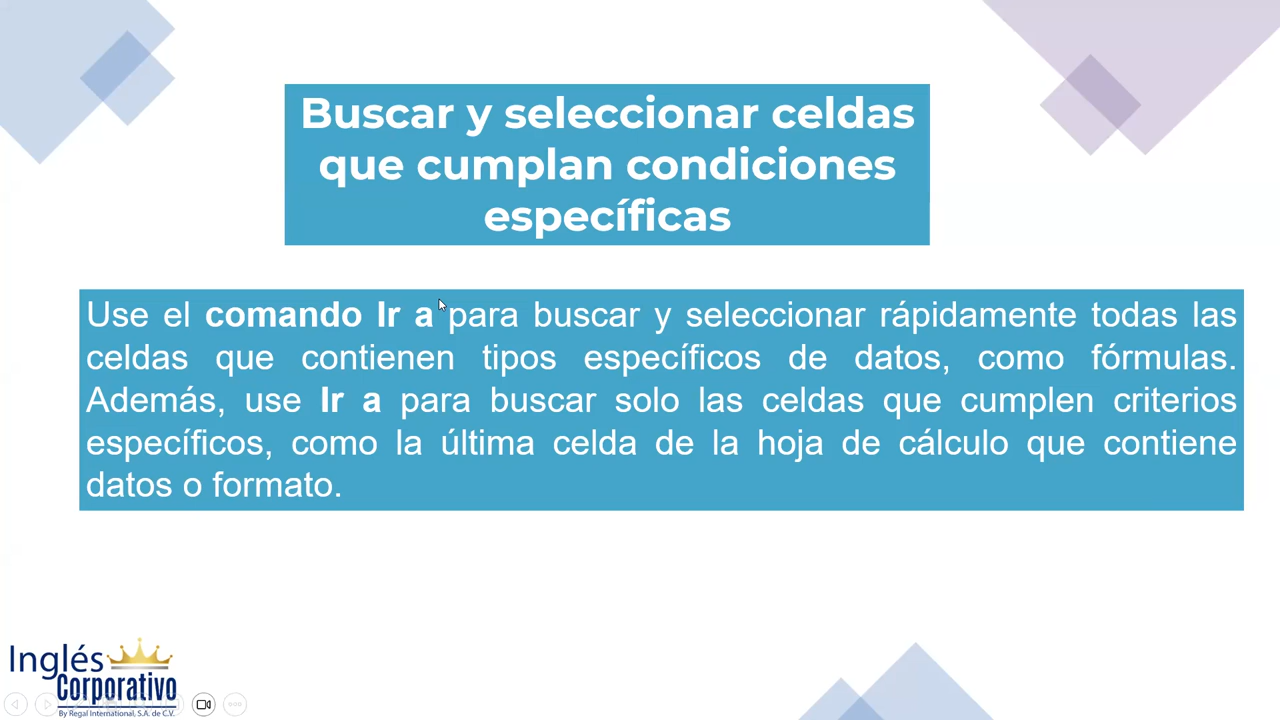 Buscar y seleccionar celdas
que cumplan condiciones
específicas
Use el comando Ir a para buscar y seleccionar rápidamente todas las
celdas que contienen tipos específicos de datos, como fórmulas.
Además, use Ir a para buscar solo las celdas que cumplen criterios
específicos, como la última celda de la hoja de cálculo que contiene
datos o formato.
Inglés
Corporativo
By Regal International, S.A. de C.V.